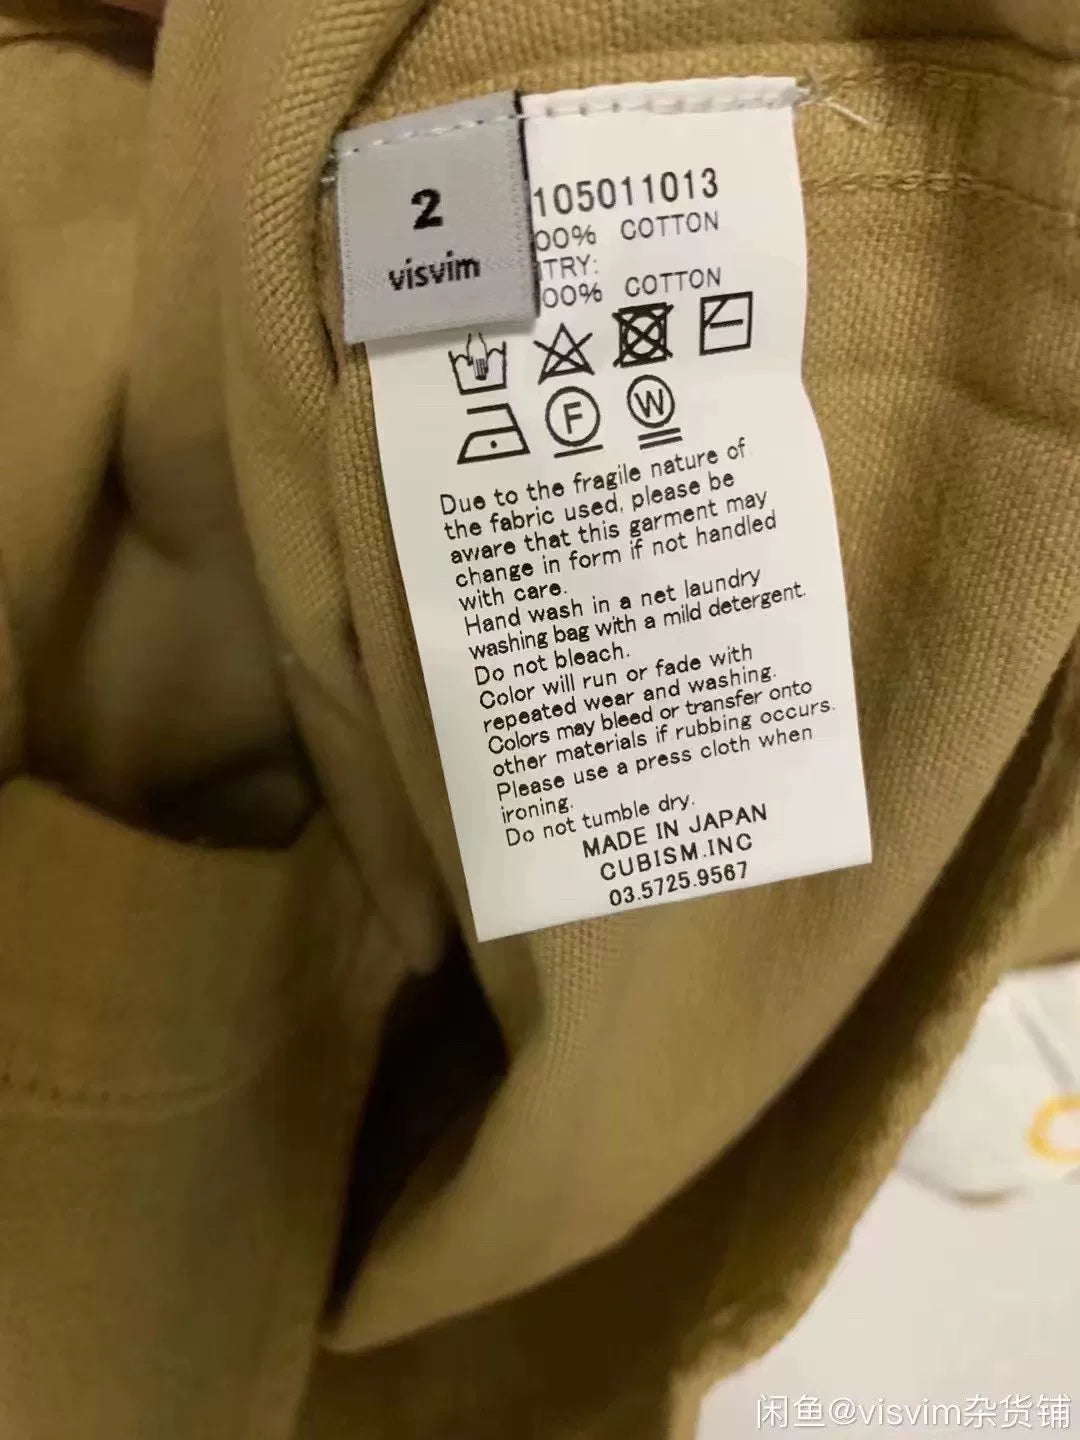 2
visvim
105011013
00% COTTON
TRY:
00% COTTON
F
W
Due to the fragile nature of
the fabric used, please be
aware that this garment may
change in form if not handled
with care.
Hand wash in a net laundry
washing bag with a mild detergent.
Do not bleach.
Color will run or fade with
repeated wear and washing.
Colors may bleed or transfer onto
other materials if rubbing occurs.
Please use a press cloth when
ironing.
Do not tumble dry.
MADE IN JAPAN
CUBISM.INC
03.5725.9567
闲鱼@visvim杂货铺